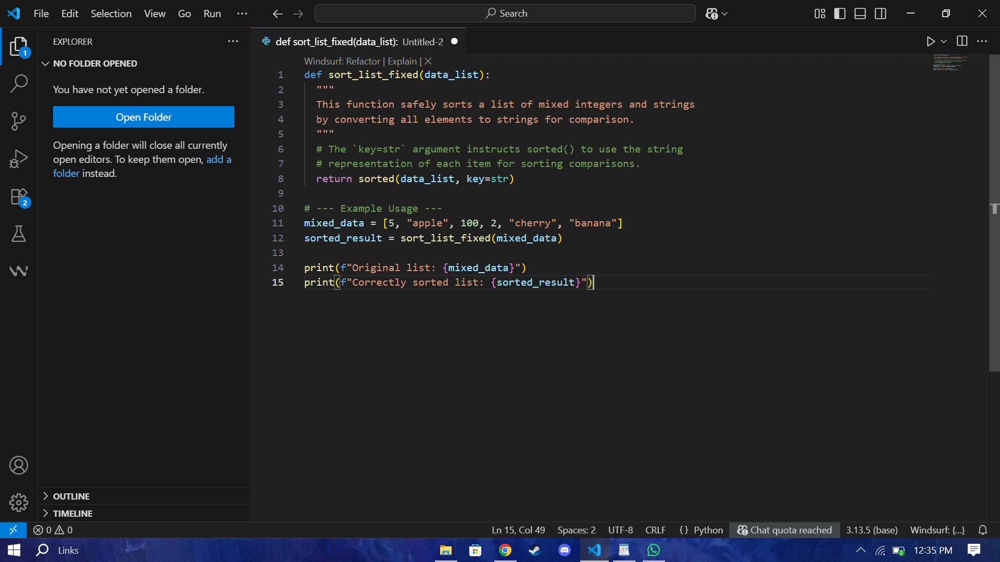 File Edit Selection View Go Run ··· Search
EXPLORER ···
NO FOLDER OPENED
You have not yet opened a folder.
Open Folder
Opening a folder will close all currently
open editors. To keep them open, add a
folder instead.
OUTLINE
TIMELINE
1
2
def sort_list_fixed(data_list): Untitled-2
Windsurf: Refactor | Explain |
1 def sort_list_fixed(data_list):
2 """
3 This function safely sorts a list of mixed integers and strings
4 by converting all elements to strings for comparison.
5 """
6 # The `key=str` argument instructs sorted() to use the string
7 # representation of each item for sorting comparisons.
8 return sorted(data_list, key=str)
9
10 # --- Example Usage ---
11 mixed_data = [5, "apple", 100, 2, "cherry", "banana"]
12 sorted_result = sort_list_fixed(mixed_data)
13
14 print(f"Original list: {mixed_data}")
15 print(f"Correctly sorted list: {sorted_result}")
0 0 Ln 15, Col 49 Spaces: 2 UTF-8 CRLF {} Python Chat quota reached 3.13.5 (base) Windsurf: {...}
Links 12:35 PM